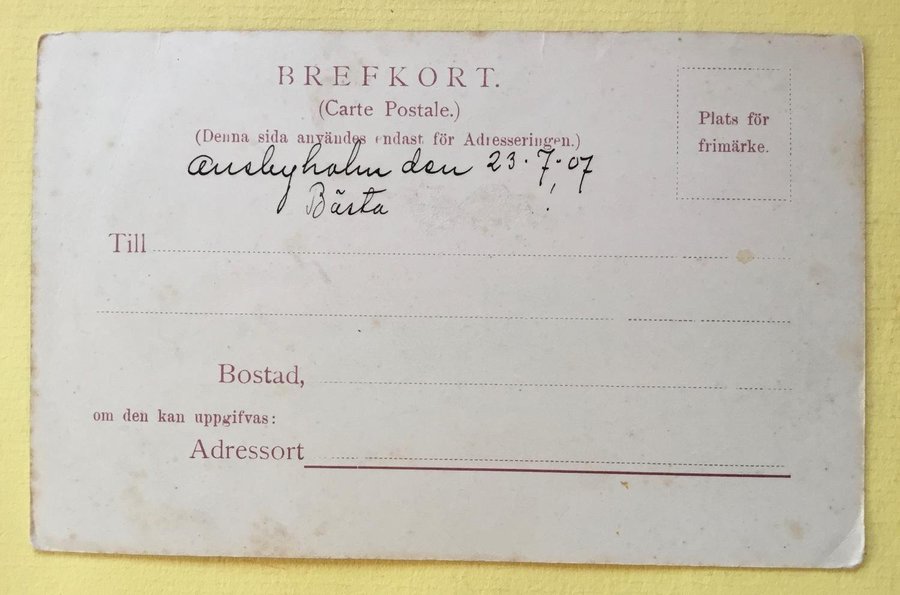 BREFKORT.
(Carte Postale.)
(Denna sida användes endast för Adresseringen.)
den 23.7.07
Bästa
Plats för
frimärke.
Till
Bostad,
om den kan uppgifvas:
Adressort